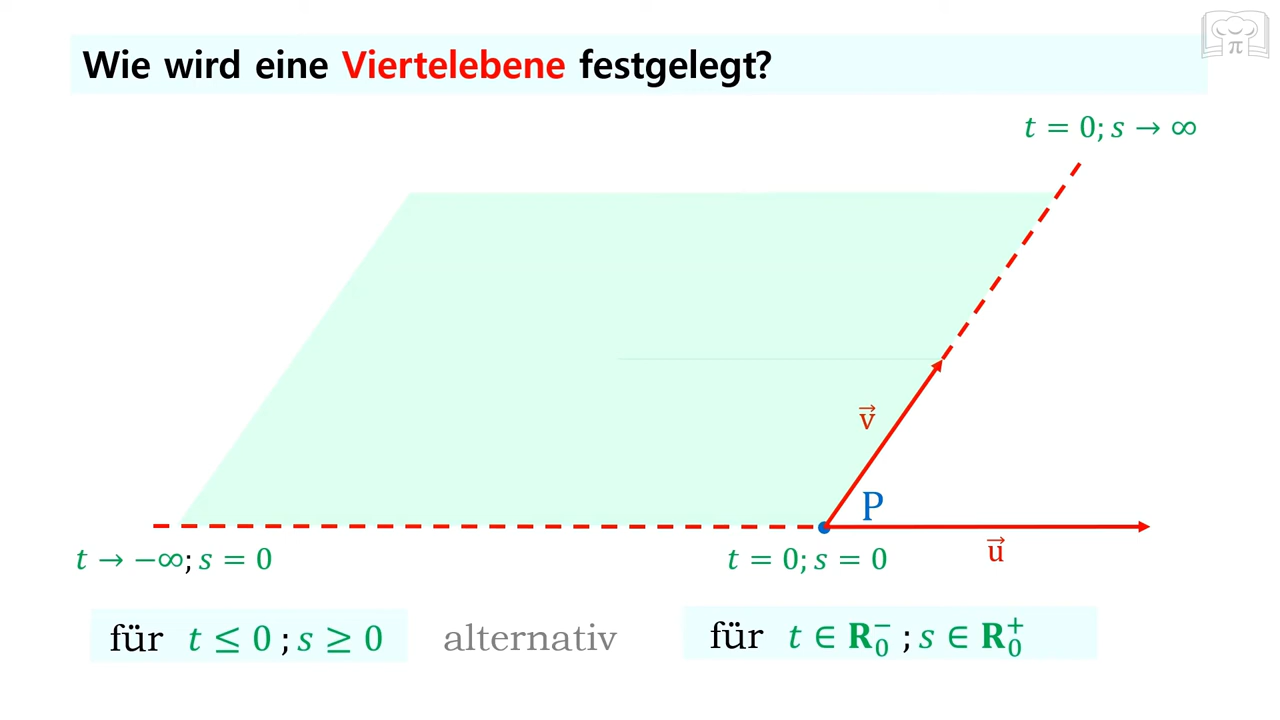 Wie wird eine Viertelebene festgelegt?
π
t = 0; s → ∞
v⃗
P
t → −∞; s = 0
t = 0; s = 0
u⃗
für t ≤ 0 ; s ≥ 0
alternativ
für t ∈ R₀⁻ ; s ∈ R₀⁺